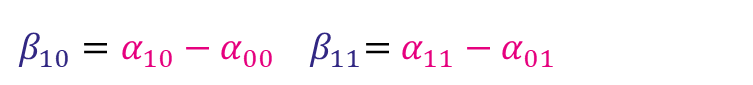 β₁₀ = α₁₀ − α₀₀ β₁₁ = α₁₁ − α₀₁